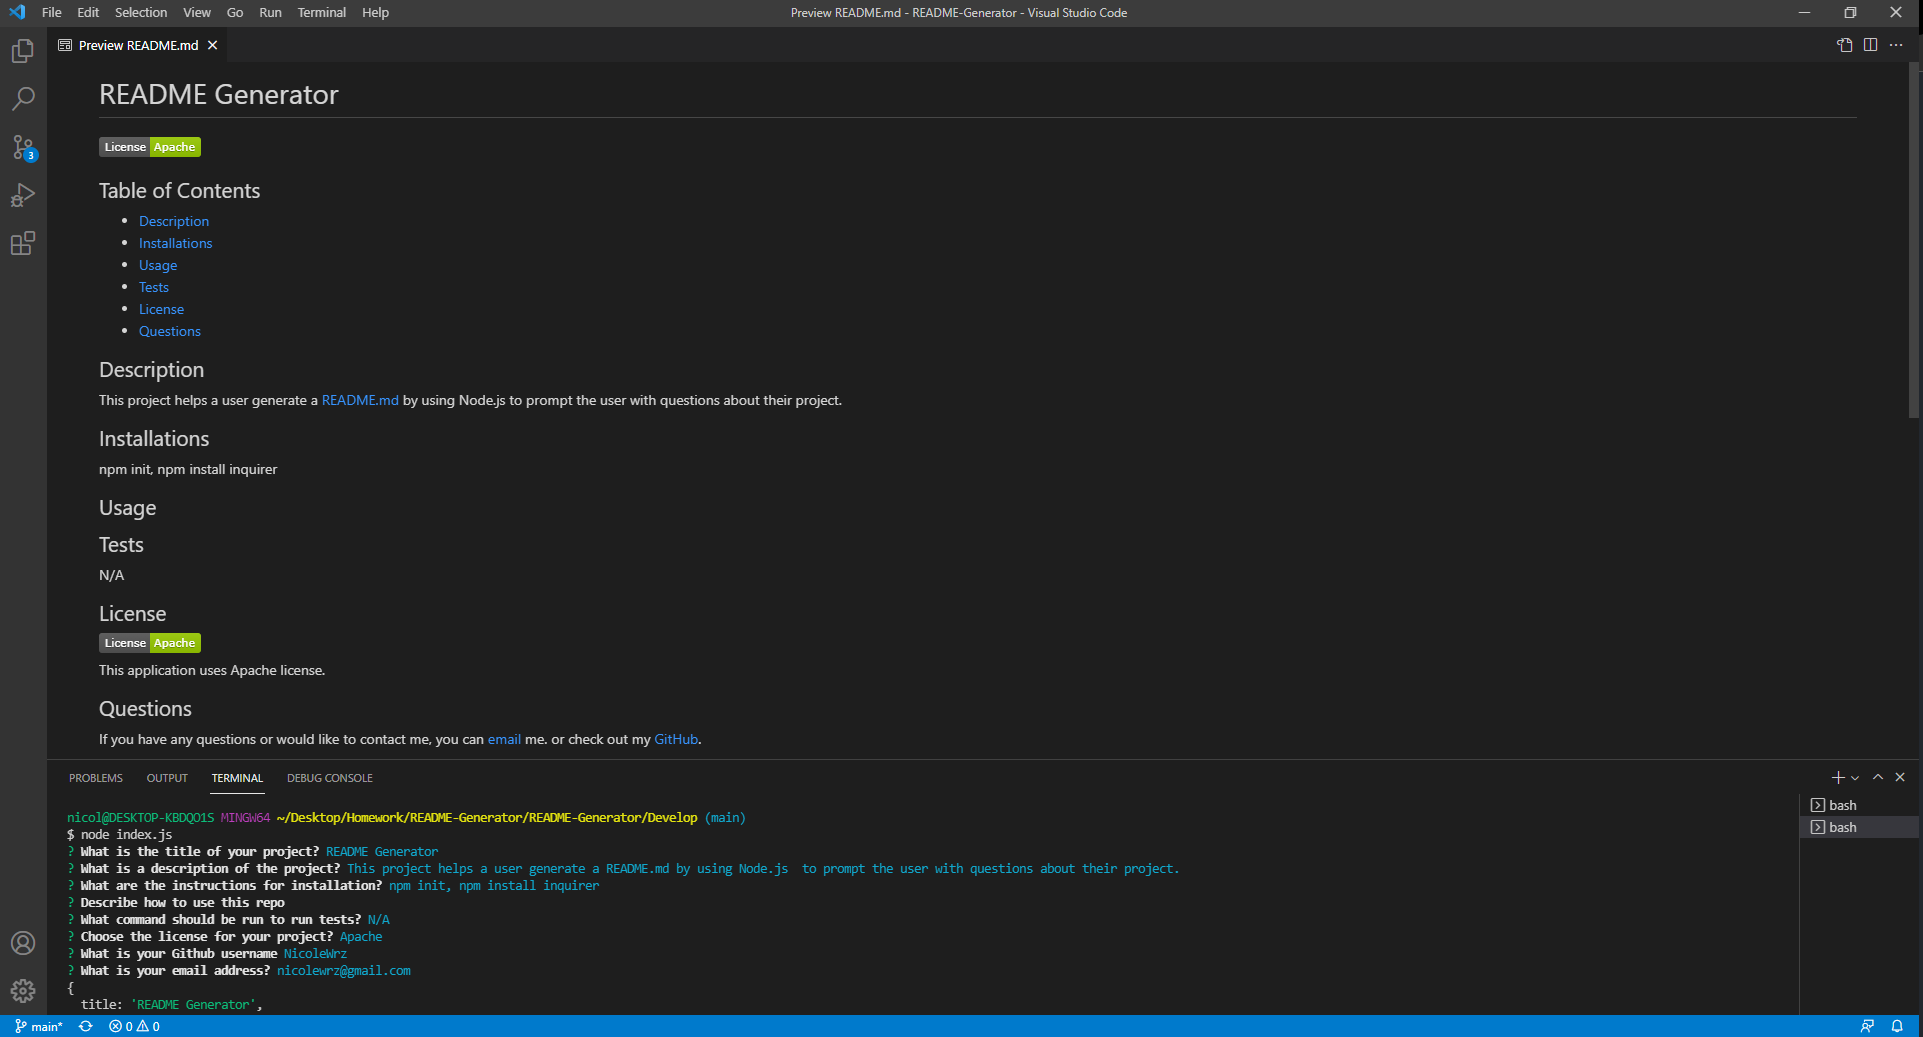 File Edit Selection View Go Run Terminal Help
Preview README.md - README-Generator - Visual Studio Code
Preview README.md
README Generator
License Apache
Table of Contents
Description
Installations
Usage
Tests
License
Questions
Description
This project helps a user generate a README.md by using Node.js to prompt the user with questions about their project.
Installations
npm init, npm install inquirer
Usage
Tests
N/A
License
License Apache
This application uses Apache license.
Questions
If you have any questions or would like to contact me, you can email me. or check out my GitHub.
3
PROBLEMS OUTPUT TERMINAL DEBUG CONSOLE
nicol@DESKTOP-KBDQO1S MINGW64 ~/Desktop/Homework/README-Generator/README-Generator/Develop (main)
$ node index.js
? What is the title of your project? README Generator
? What is a description of the project? This project helps a user generate a README.md by using Node.js  to prompt the user with questions about their project.
? What are the instructions for installation? npm init, npm install inquirer
? Describe how to use this repo
? What command should be run to run tests? N/A
? Choose the license for your project? Apache
? What is your Github username NicoleWrz
? What is your email address? nicolewrz@gmail.com
{
title: 'README Generator',
bash
bash
main* 0 0